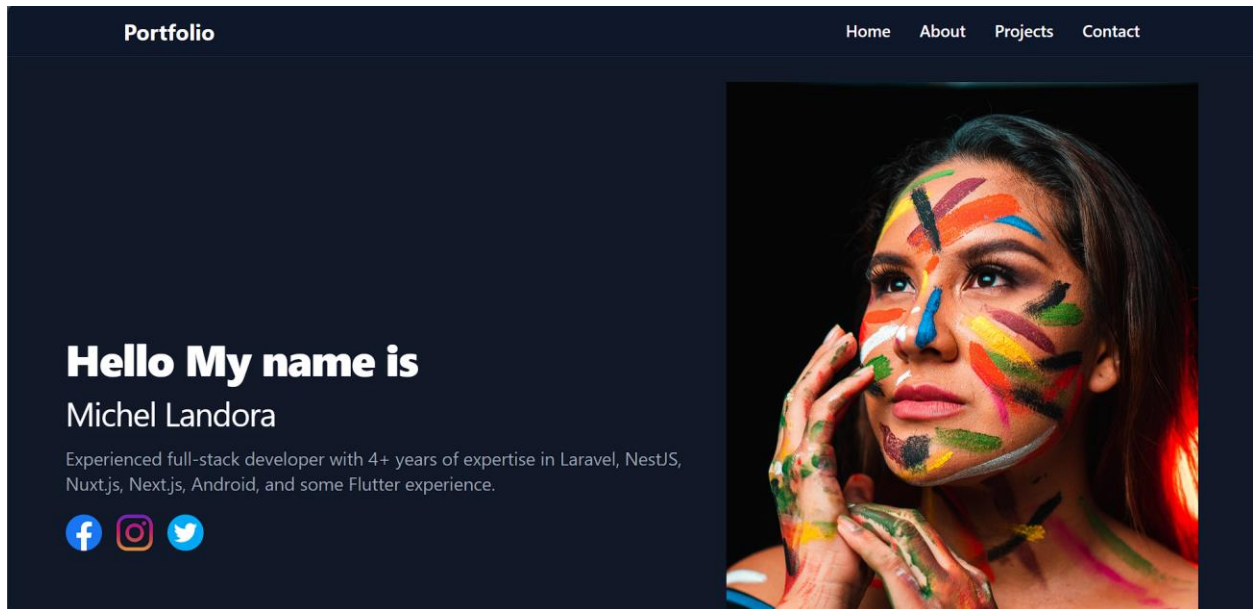 Portfolio
Home About Projects Contact
Hello My name is
Michel Landora
Experienced full-stack developer with 4+ years of expertise in Laravel, NestJS,
Nuxt.js, Next.js, Android, and some Flutter experience.